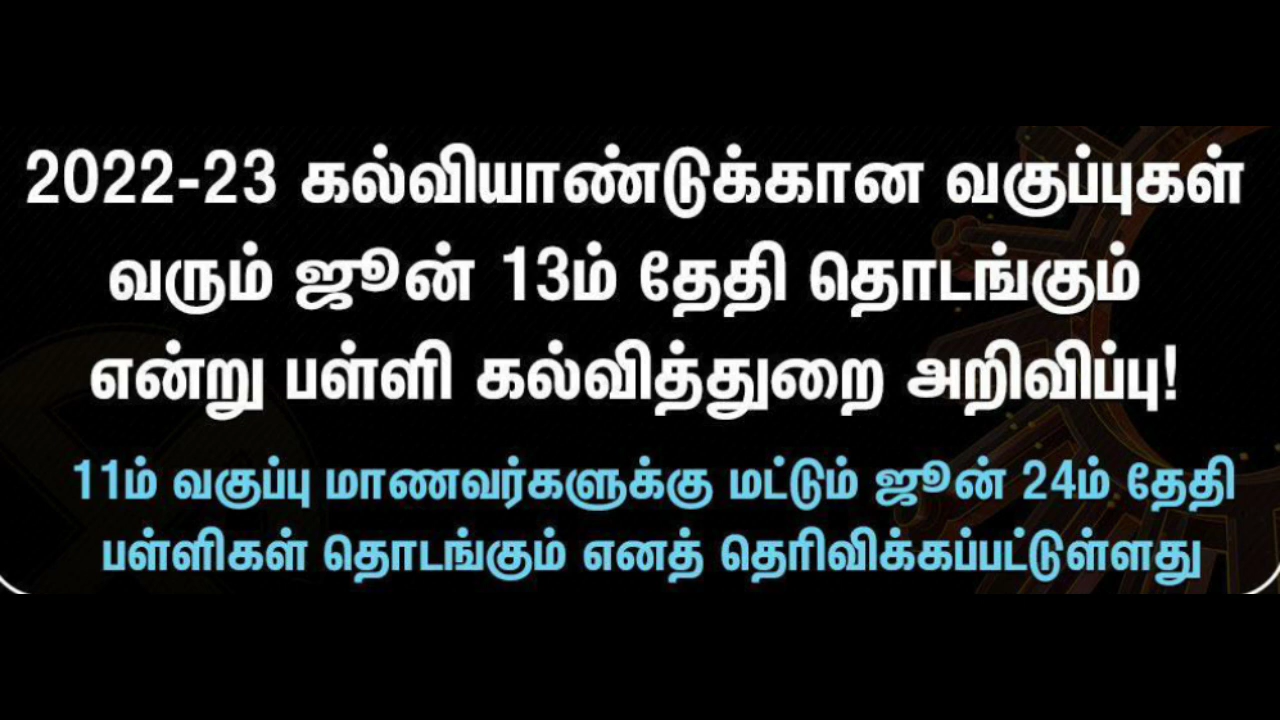 2022-23 கல்வியாண்டுக்கான வகுப்புகள்
வரும் ஜூன் 13ம் தேதி தொடங்கும்
என்று பள்ளி கல்வித்துறை அறிவிப்பு!
11ம் வகுப்பு மாணவர்களுக்கு மட்டும் ஜூன் 24ம் தேதி
பள்ளிகள் தொடங்கும் எனத் தெரிவிக்கப்பட்டுள்ளது